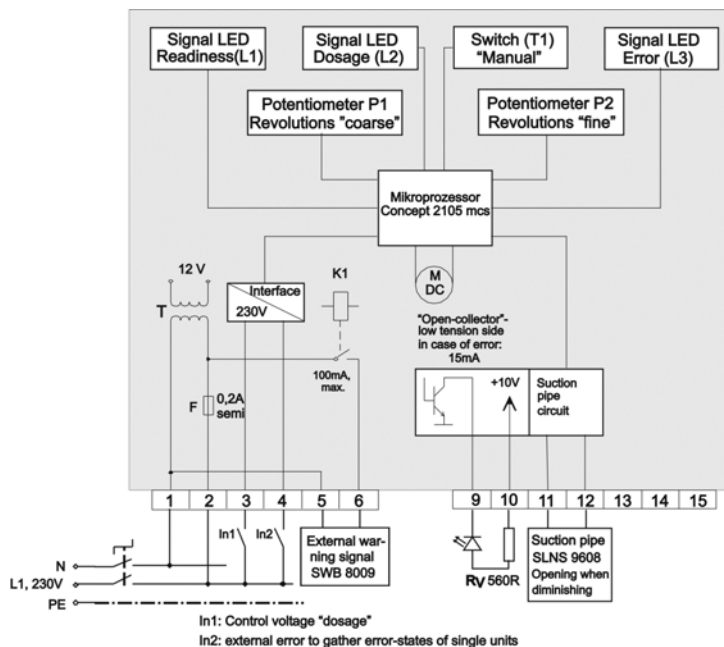 Signal LED
Readiness(L1)
Signal LED
Dosage (L2)
Switch (T1)
“Manual”
Signal LED
Error (L3)
Potentiometer P1
Revolutions "coarse"
Potentiometer P2
Revolutions “fine”
Mikroprozessor
Concept 2105 mcs
12 V
T
Interface
230V
K1
M
DC
"Open-collector"-
low tension side
in case of error:
15mA
100mA,
max.
F
0,2A
semi
+10V
Suction
pipe
circuit
1 2 3 4 5 6
9 10 11 12 13 14 15
In1
In2
External war-
ning signal
SWB 8009
RV 560R
Suction pipe
SLNS 9608
Opening when
diminishing
N
L1, 230V
PE
In1: Control voltage “dosage”
In2: external error to gather error-states of single units